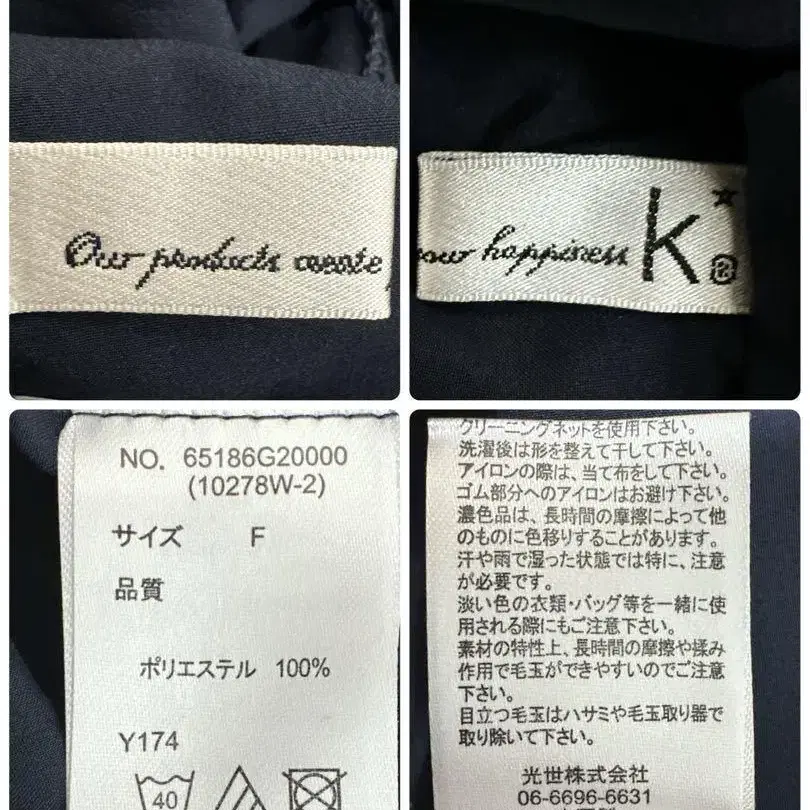 Our products create
your happiness k®
NO. 65186G20000
(10278W-2)
サイズ F
品質
ポリエステル 100%
Y174
40
クリーニングネットを使用下さい。
洗濯後は形を整えて干して下さい。
アイロンの際は、当て布をして下さい。
ゴム部分へのアイロンはお避け下さい。
濃色品は、長時間の摩擦によって他
のものに色移りすることがあります。
汗や雨で湿った状態では特に、注意
が必要です。
淡い色の衣類・バッグ等を一緒に使
用される際にもご注意下さい。
素材の特性上、長時間の摩擦や揉み
作用で毛玉ができやすいのでご注意
下さい。
目立つ毛玉はハサミや毛玉取り器で
取り除いて下さい。
光世株式会社
06-6696-6631